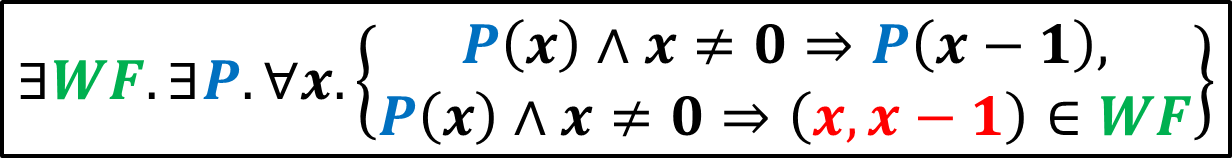 ∃WF.∃P.∀x.{P(x) ∧ x ≠ 0 ⇒ P(x − 1),
P(x) ∧ x ≠ 0 ⇒ (x, x − 1) ∈ WF}